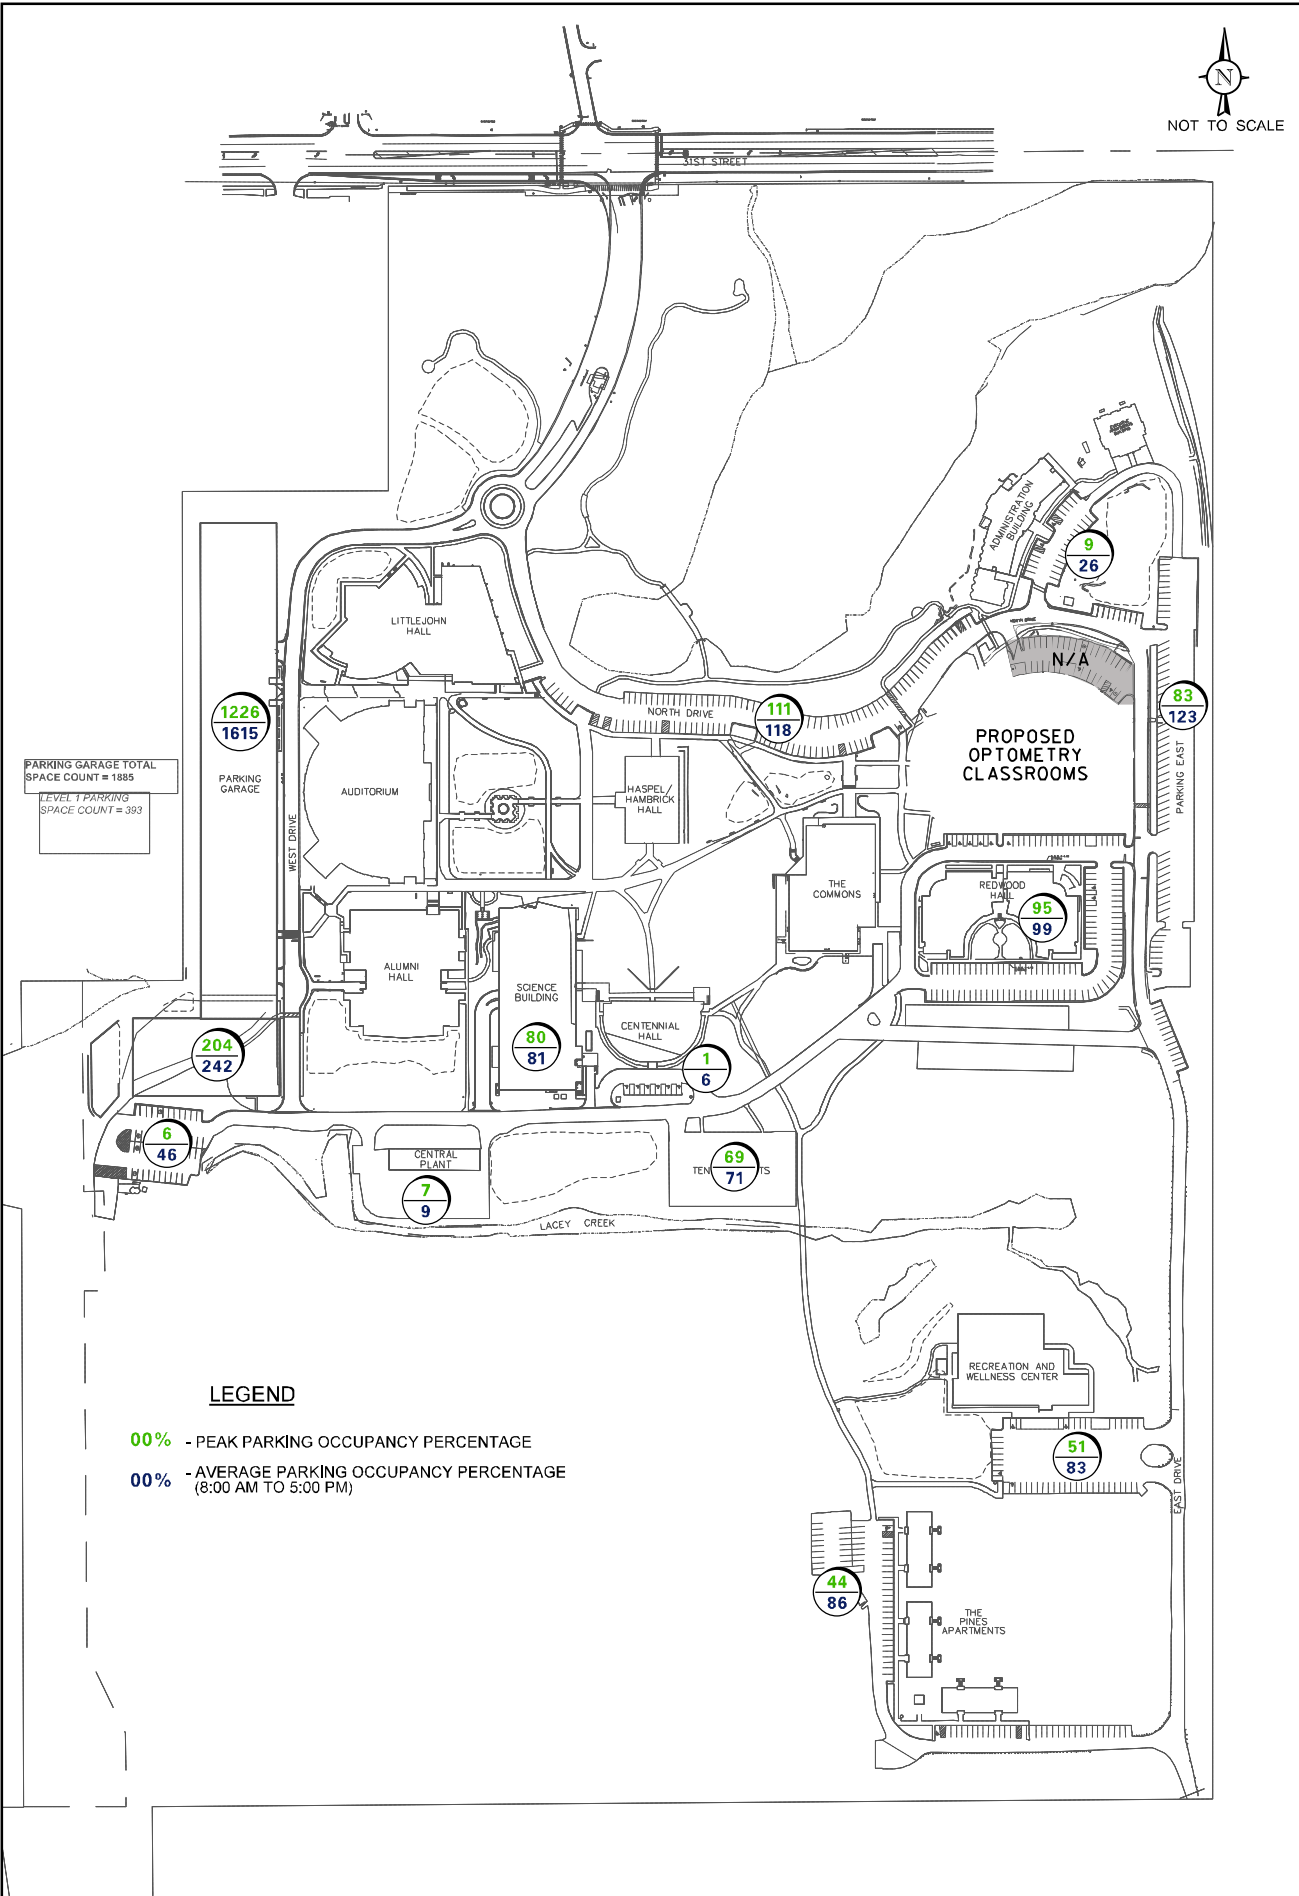 N
NOT TO SCALE
31ST STREET
ADMINISTRATION
BUILDING
9
26
LITTLEJOHN
HALL
NORTH DRIVE
N/A
83
123
1226
1615
111
118
NORTH DRIVE
PROPOSED
OPTOMETRY
CLASSROOMS
PARKING GARAGE TOTAL
SPACE COUNT = 1885
LEVEL 1 PARKING
SPACE COUNT = 393
PARKING
GARAGE
AUDITORIUM
HASPEL/
HAMBRICK
HALL
PARKING EAST
WEST DRIVE
THE
COMMONS
REDWOOD
HALL
95
99
ALUMNI
HALL
SCIENCE
BUILDING
80
81
CENTENNIAL
HALL
1
6
204
242
6
46
CENTRAL
PLANT
7
9
TEN
TS
69
71
LACEY CREEK
RECREATION AND
WELLNESS CENTER
51
83
EAST DRIVE
LEGEND
00% - PEAK PARKING OCCUPANCY PERCENTAGE
00% - AVERAGE PARKING OCCUPANCY PERCENTAGE
(8:00 AM TO 5:00 PM)
44
86
THE
PINES
APARTMENTS